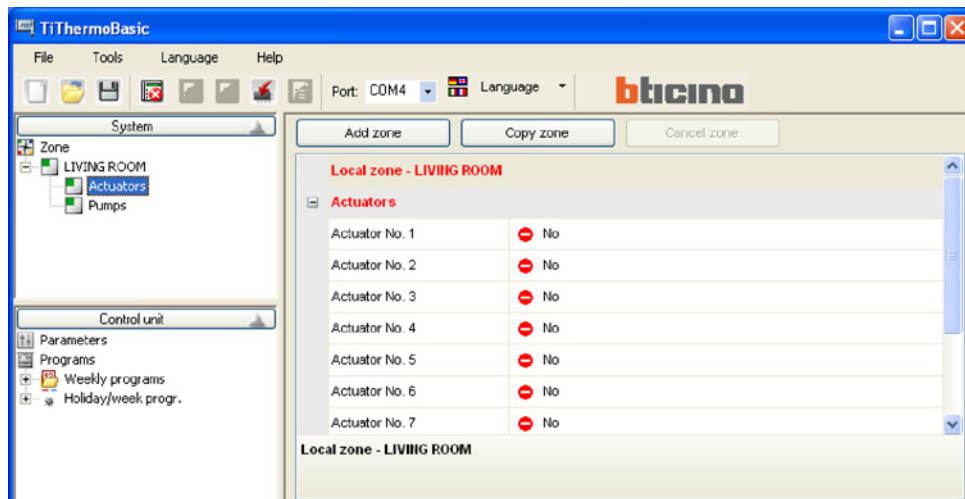 TiThermoBasic
File Tools Language Help
Port: COM4 Language bticino
System
Zone
LIVING ROOM
Actuators
Pumps
Control unit
Parameters
Programs
Weekly programs
Holiday/week progr.
Add zone Copy zone Cancel zone
Local zone - LIVING ROOM
Actuators
Actuator No. 1 No
Actuator No. 2 No
Actuator No. 3 No
Actuator No. 4 No
Actuator No. 5 No
Actuator No. 6 No
Actuator No. 7 No
Local zone - LIVING ROOM